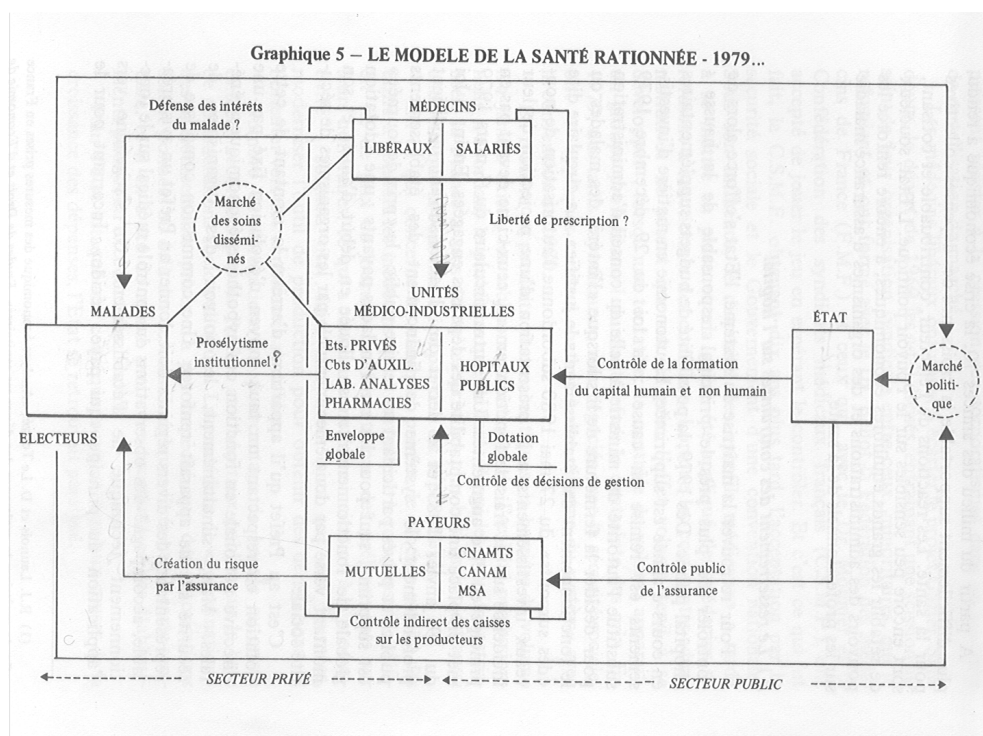 Graphique 5 — LE MODELE DE LA SANTÉ RATIONNÉE - 1979...
Défense des intérêts
du malade ?
MÉDECINS
LIBÉRAUX
SALARIÉS
Marché
des soins
dissémi-
nés
Liberté de prescription ?
MALADES
UNITÉS
MÉDICO-INDUSTRIELLES
ÉTAT
Prosélytisme
institutionnel ?
Ets. PRIVÉS
Cbts D'AUXIL.
LAB. ANALYSES
PHARMACIES
HOPITAUX
PUBLICS
Contrôle de la formation
du capital humain et non humain
Marché
politi-
que
ELECTEURS
Enveloppe
globale
Dotation
globale
Contrôle des décisions de gestion
PAYEURS
Création du risque
par l'assurance
MUTUELLES
CNAMTS
CANAM
MSA
Contrôle public
de l'assurance
Contrôle indirect des caisses
sur les producteurs
SECTEUR PRIVÉ
SECTEUR PUBLIC